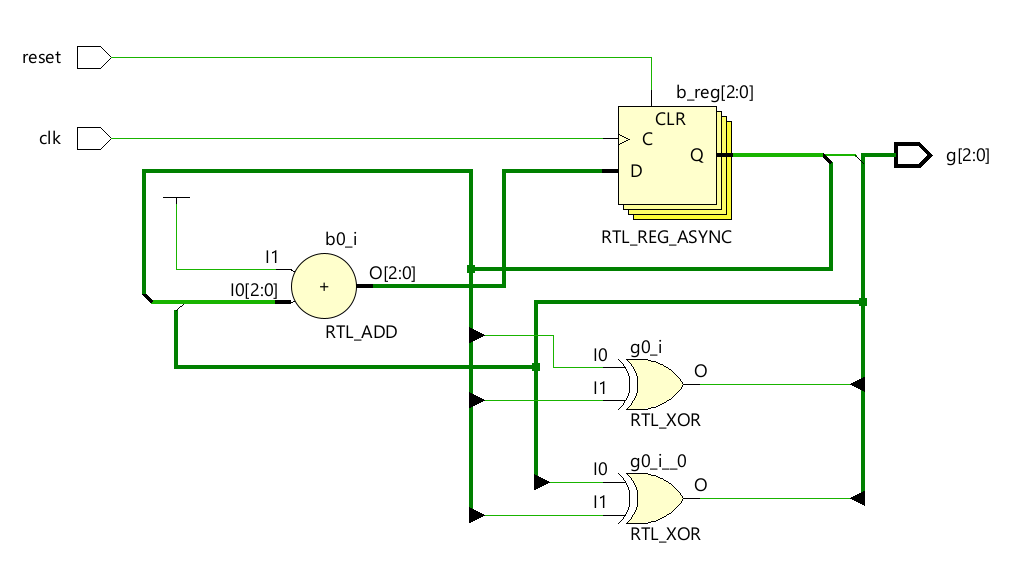 reset
b_reg[2:0]
CLR
clk
C
Q
g[2:0]
D
RTL_REG_ASYNC
b0_i
I1
O[2:0]
I0[2:0]
+
RTL_ADD
g0_i
I0
O
I1
RTL_XOR
g0_i__0
I0
O
I1
RTL_XOR